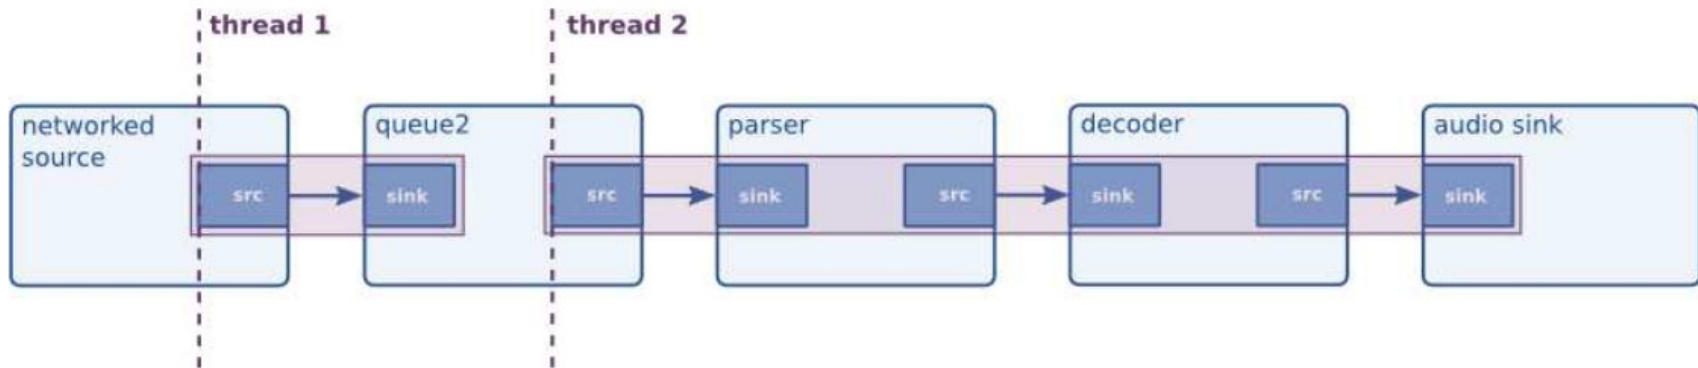 thread 1
thread 2
networked
source
queue2
parser
decoder
audio sink
src
sink
src
sink
src
sink
src
sink